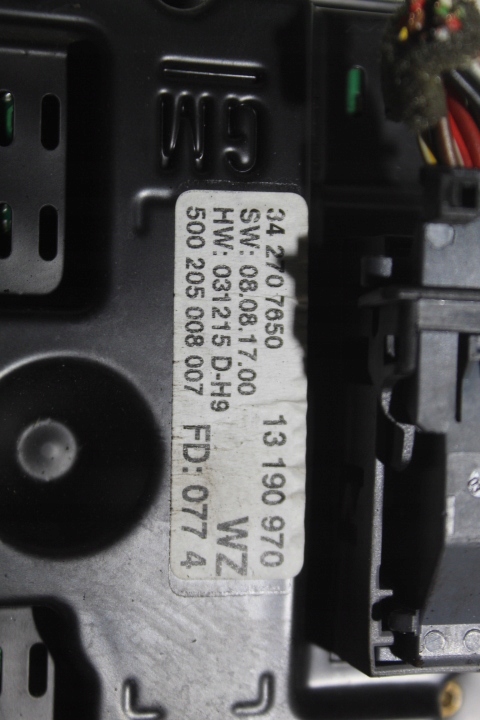 GM
34 270 7650 13 190 970
SW: 08.08.17.00 WZ
HW: 031215 D-H9
500 205 008 007 FD: 077 4